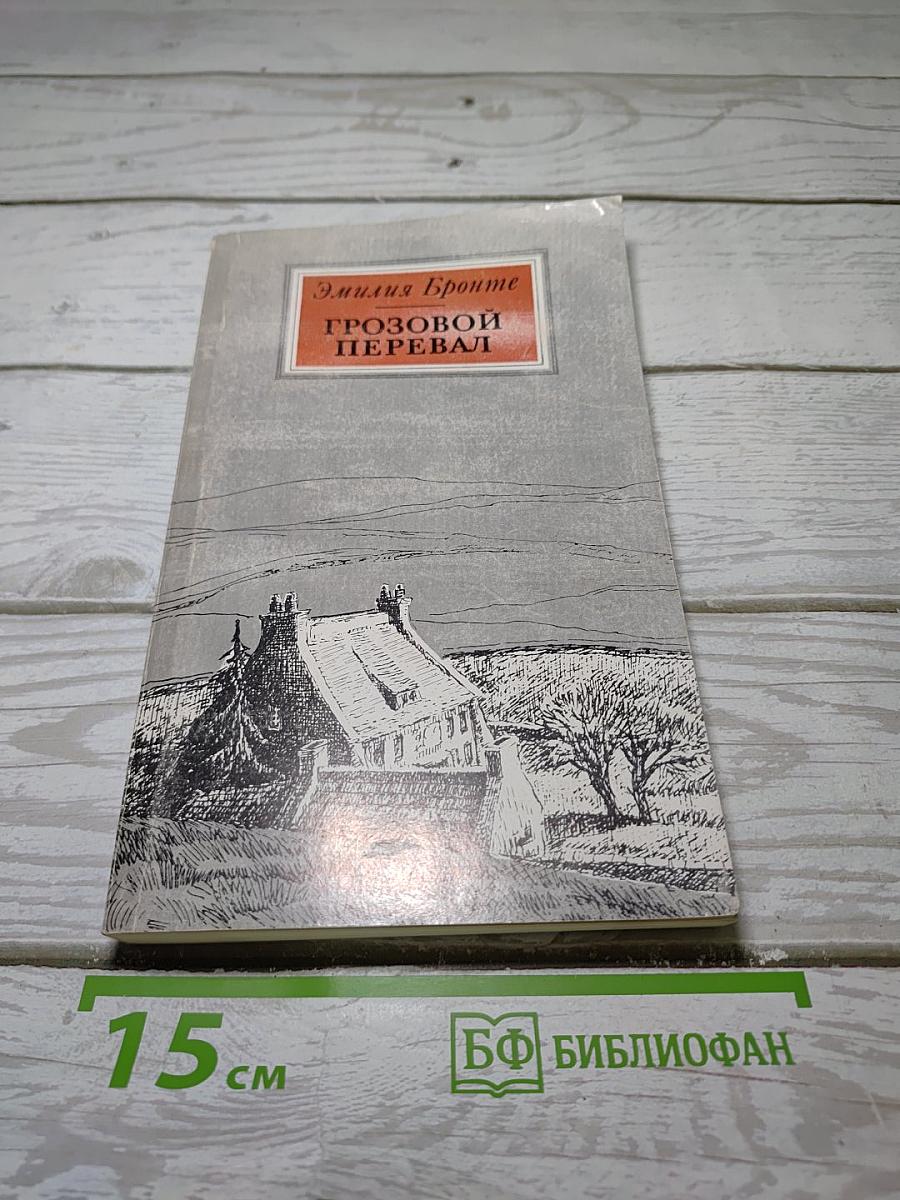 Эмилия Бронте
ГРОЗОВОЙ
ПЕРЕВАЛ
15 см
БФ БИБЛИОФАН